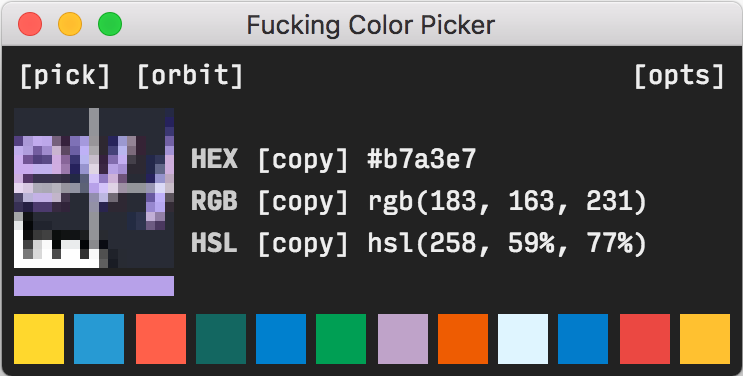 Fucking Color Picker
[pick] [orbit] [opts]
HEX [copy] #b7a3e7
RGB [copy] rgb(183, 163, 231)
HSL [copy] hsl(258, 59%, 77%)